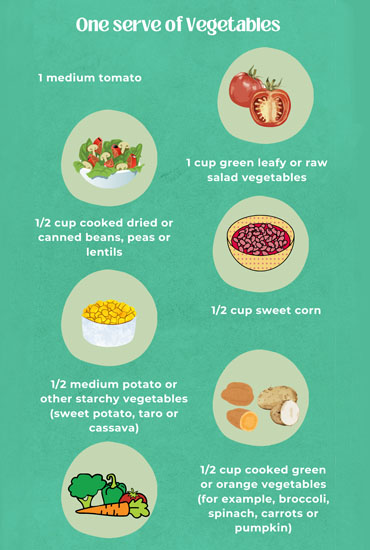 One serve of Vegetables
1 medium tomato
1 cup green leafy or raw
salad vegetables
1/2 cup cooked dried or
canned beans, peas or
lentils
1/2 cup sweet corn
1/2 medium potato or
other starchy vegetables
(sweet potato, taro or
cassava)
1/2 cup cooked green
or orange vegetables
(for example, broccoli,
spinach, carrots or
pumpkin)